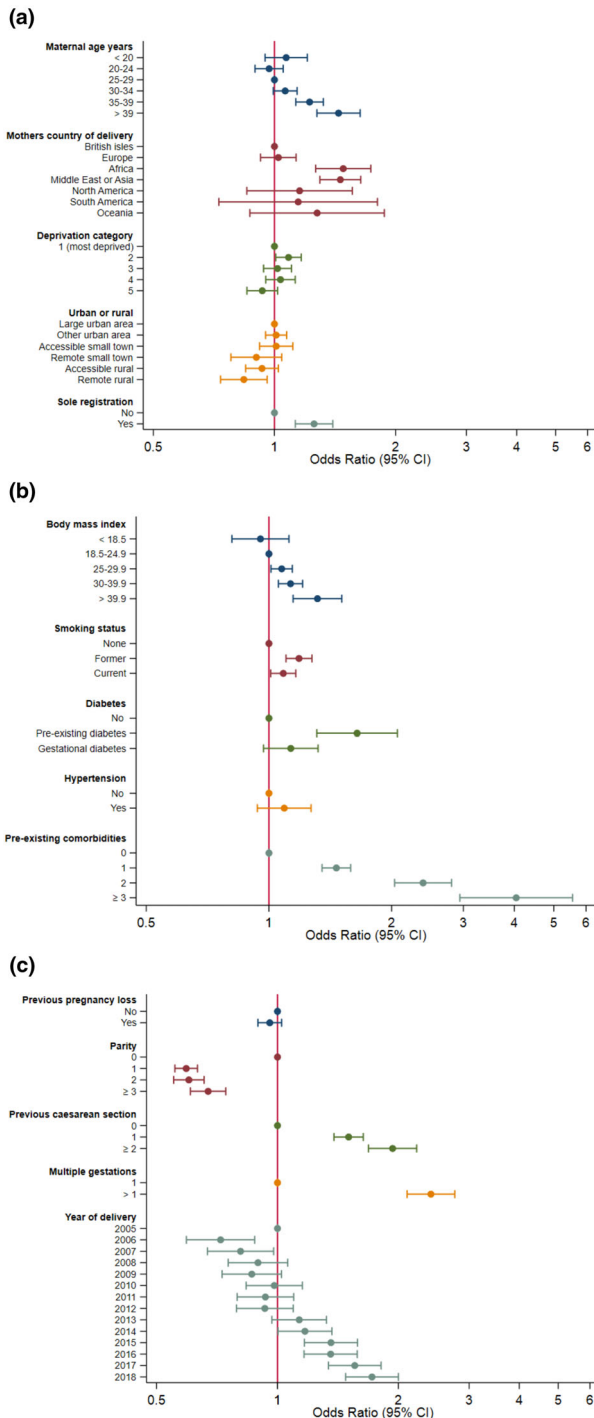 (a)
Maternal age years
< 20
20-24
25-29
30-34
35-39
> 39
Mothers country of delivery
British isles
Europe
Africa
Middle East or Asia
North America
South America
Oceania
Deprivation category
1 (most deprived)
2
3
4
5
Urban or rural
Large urban area
Other urban area
Accessible small town
Remote small town
Accessible rural
Remote rural
Sole registration
No
Yes
0.5 1 2 3 4 5 6
Odds Ratio (95% CI)
(b)
Body mass index
< 18.5
18.5-24.9
25-29.9
30-39.9
> 39.9
Smoking status
None
Former
Current
Diabetes
No
Pre-existing diabetes
Gestational diabetes
Hypertension
No
Yes
Pre-existing comorbidities
0
1
2
≥ 3
0.5 1 2 3 4 5 6
Odds Ratio (95% CI)
(c)
Previous pregnancy loss
No
Yes
Parity
0
1
2
≥ 3
Previous caesarean section
0
1
≥ 2
Multiple gestations
1
> 1
Year of delivery
2005
2006
2007
2008
2009
2010
2011
2012
2013
2014
2015
2016
2017
2018
0.5 1 2 3 4 5 6
Odds Ratio (95% CI)